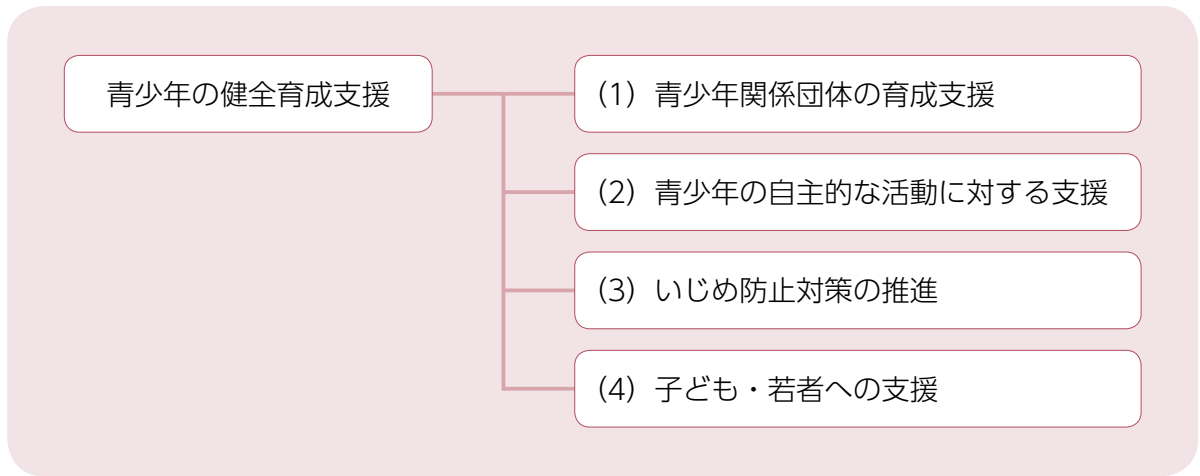 青少年の健全育成支援
（1）青少年関係団体の育成支援
（2）青少年の自主的な活動に対する支援
（3）いじめ防止対策の推進
（4）子ども・若者への支援